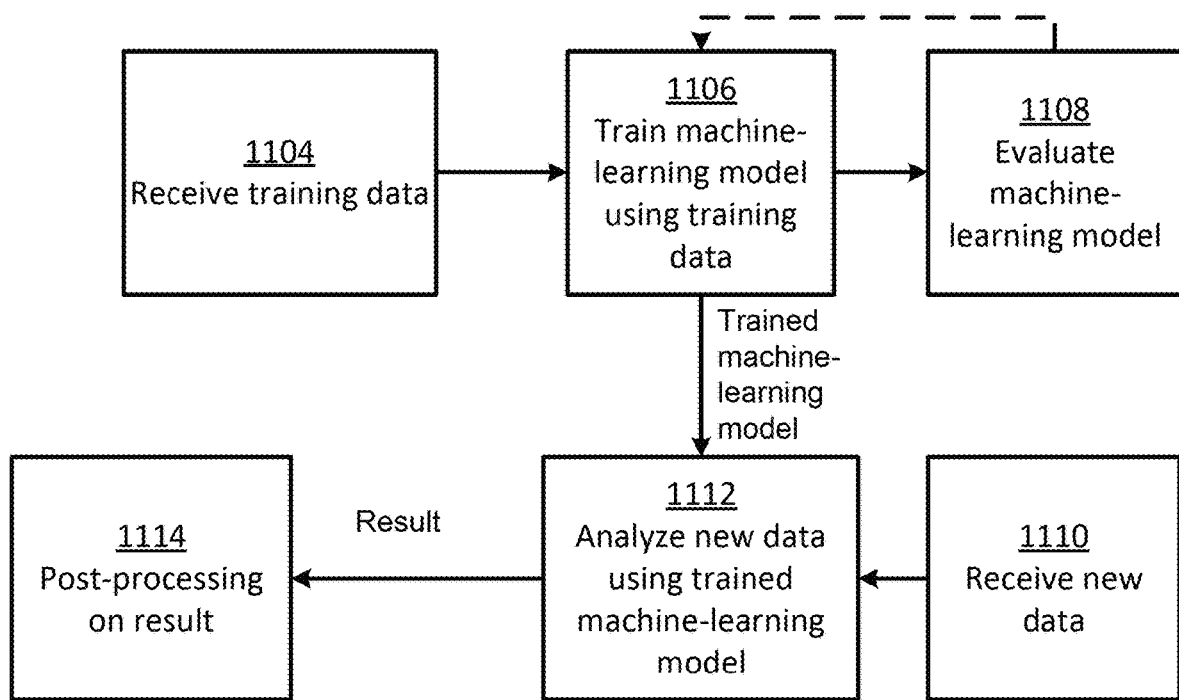 1104
Receive training data
1106
Train machine-
learning model
using training
data
1108
Evaluate
machine-
learning model
Trained
machine-
learning
model
1114
Post-processing
on result
Result
1112
Analyze new data
using trained
machine-learning
model
1110
Receive new
data